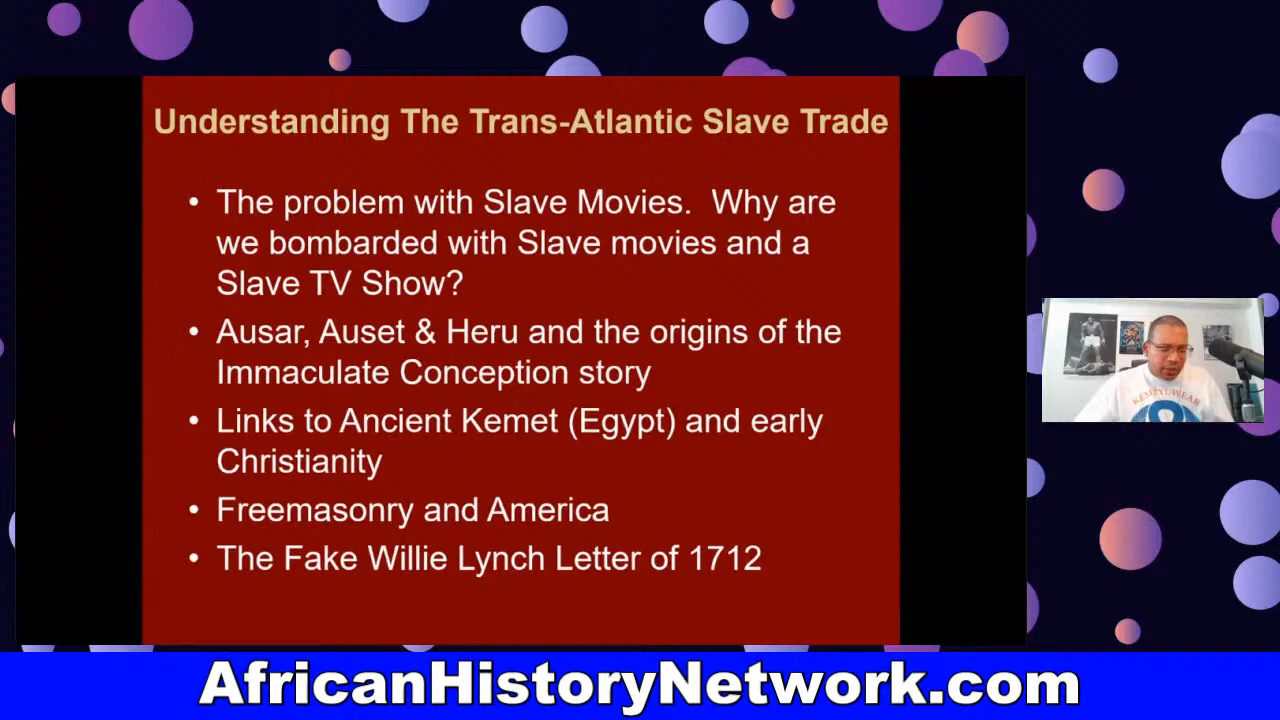 Understanding The Trans-Atlantic Slave Trade
• The problem with Slave Movies.  Why are
we bombarded with Slave movies and a
Slave TV Show?
• Ausar, Auset & Heru and the origins of the
Immaculate Conception story
• Links to Ancient Kemet (Egypt) and early
Christianity
• Freemasonry and America
• The Fake Willie Lynch Letter of 1712
KEMETUWEAR
AfricanHistoryNetwork.com